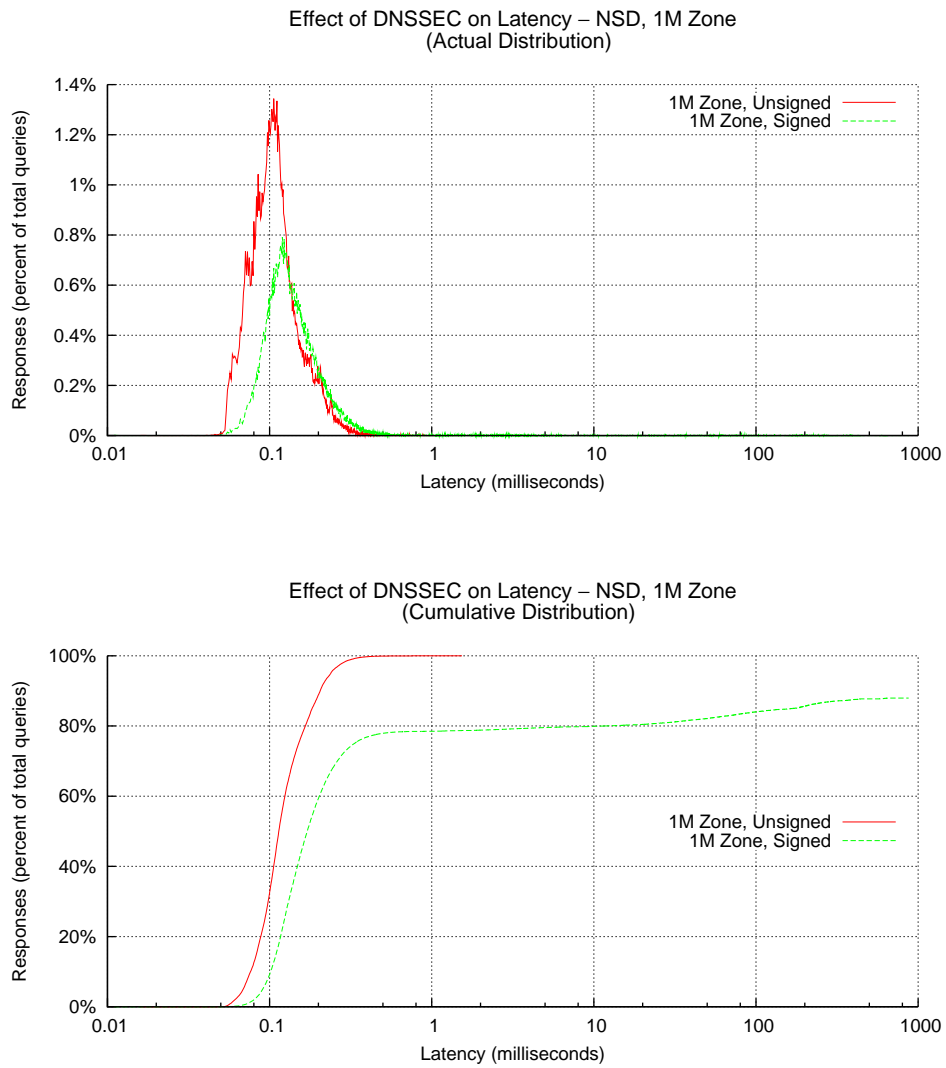 Effect of DNSSEC on Latency – NSD, 1M Zone
(Actual Distribution)
1.4%
1.2%
1%
0.8%
0.6%
0.4%
0.2%
0%
Responses (percent of total queries)
1M Zone, Unsigned
1M Zone, Signed
0.01 0.1 1 10 100 1000
Latency (milliseconds)
Effect of DNSSEC on Latency – NSD, 1M Zone
(Cumulative Distribution)
100%
80%
60%
40%
20%
0%
Responses (percent of total queries)
1M Zone, Unsigned
1M Zone, Signed
0.01 0.1 1 10 100 1000
Latency (milliseconds)